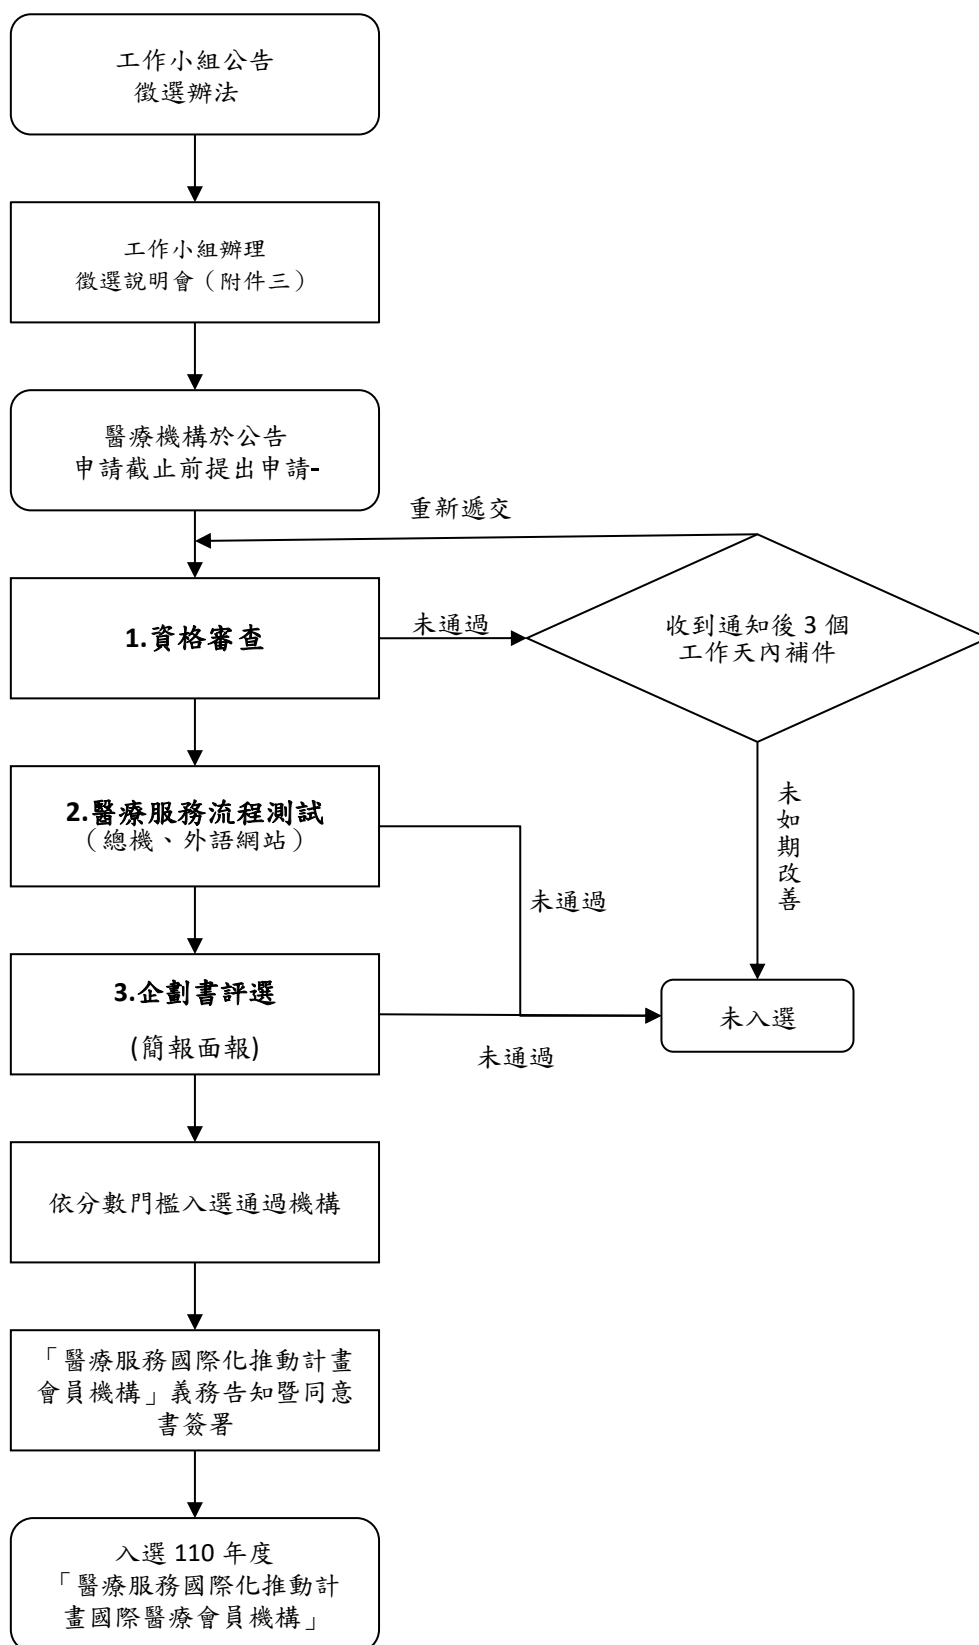 工作小組公告
徵選辦法
工作小組辦理
徵選說明會（附件三）
醫療機構於公告
申請截止前提出申請-
重新遞交
1.資格審查
未通過
收到通知後 3 個
工作天內補件
未如期改善
2.醫療服務流程測試
（總機、外語網站）
未通過
3.企劃書評選
(簡報面報)
未通過
未入選
依分數門檻入選通過機構
「醫療服務國際化推動計畫
會員機構」義務告知暨同意
書簽署
入選 110 年度
「醫療服務國際化推動計
畫國際醫療會員機構」